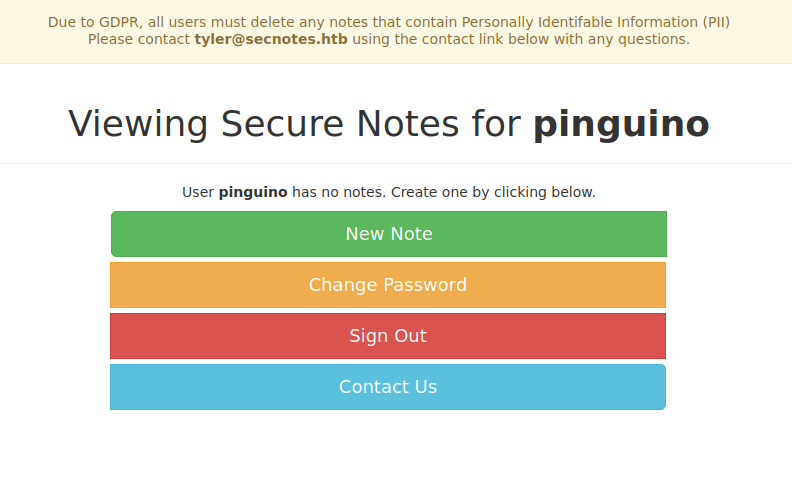 Due to GDPR, all users must delete any notes that contain Personally Identifable Information (PII)
Please contact tyler@secnotes.htb using the contact link below with any questions.
Viewing Secure Notes for pinguino
User pinguino has no notes. Create one by clicking below.
New Note
Change Password
Sign Out
Contact Us